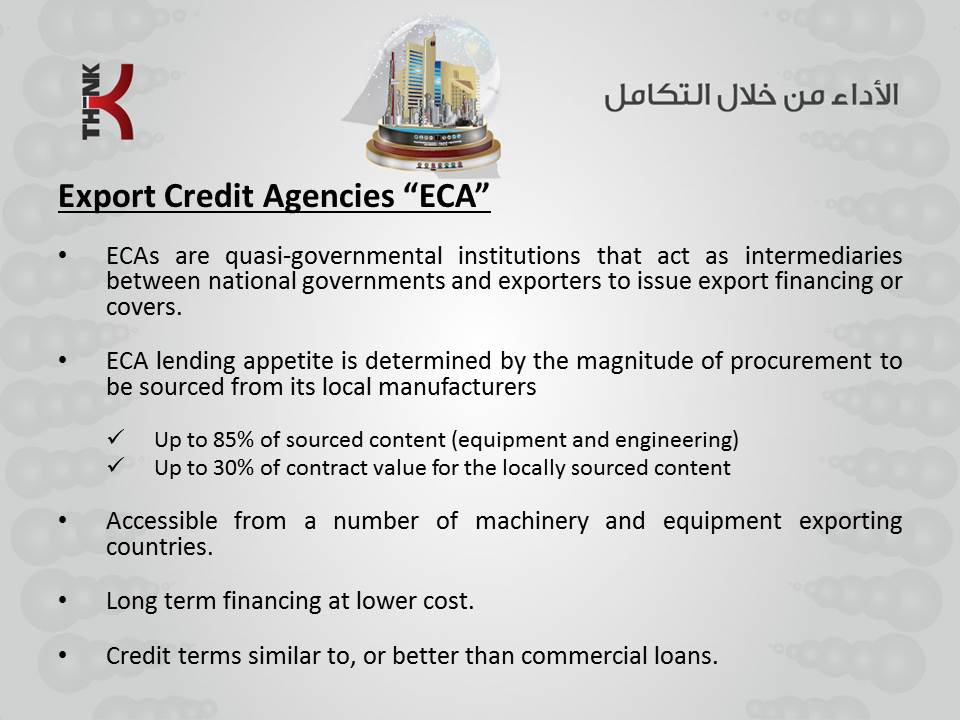 TH-NK
الأداء من خلال التكامل
Export Credit Agencies “ECA”
• ECAs are quasi-governmental institutions that act as intermediaries
between national governments and exporters to issue export financing or
covers.
• ECA lending appetite is determined by the magnitude of procurement to
be sourced from its local manufacturers
✓ Up to 85% of sourced content (equipment and engineering)
✓ Up to 30% of contract value for the locally sourced content
• Accessible from a number of machinery and equipment exporting
countries.
• Long term financing at lower cost.
• Credit terms similar to, or better than commercial loans.